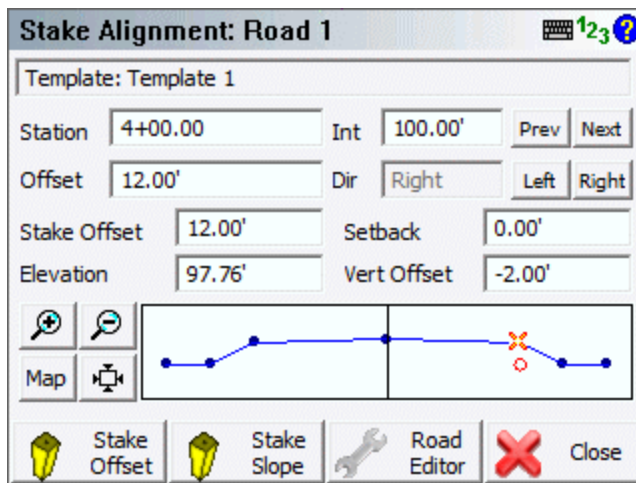 Stake Alignment: Road 1 123 ?
Template: Template 1
Station 4+00.00 Int 100.00' Prev Next
Offset 12.00' Dir Right Left Right
Stake Offset 12.00' Setback 0.00'
Elevation 97.76' Vert Offset -2.00'
Map
Stake Offset Stake Slope Road Editor Close